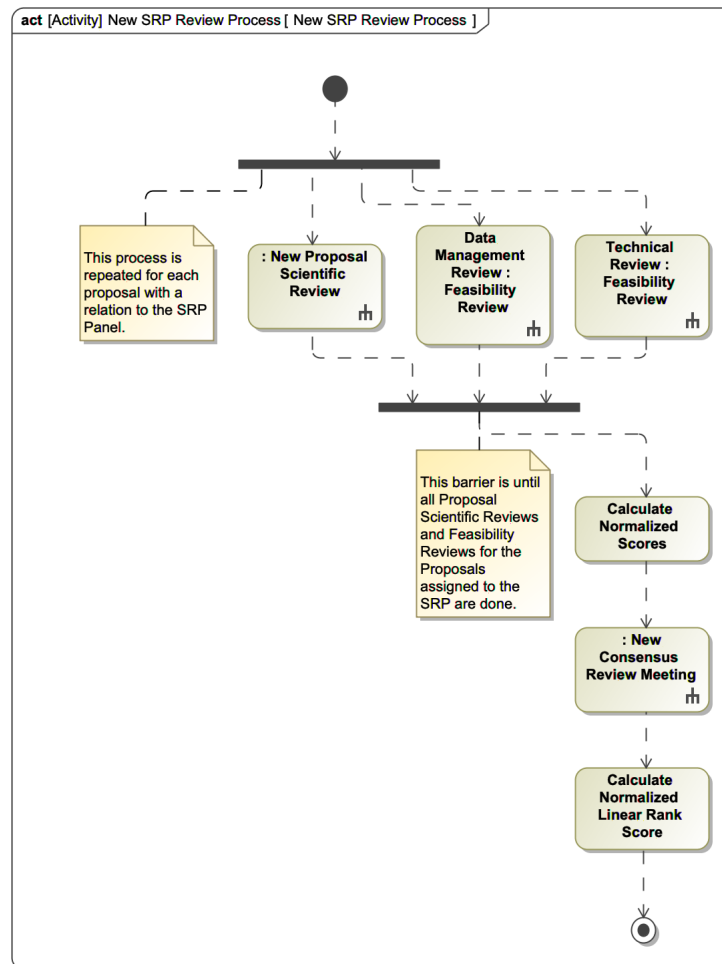 act [Activity] New SRP Review Process [ New SRP Review Process ]
This process is
repeated for each
proposal with a
relation to the SRP
Panel.
: New Proposal
Scientific
Review
Data
Management
Review :
Feasibility
Review
Technical
Review :
Feasibility
Review
This barrier is until
all Proposal
Scientific Reviews
and Feasibility
Reviews for the
Proposals
assigned to the
SRP are done.
Calculate
Normalized
Scores
: New
Consensus
Review Meeting
Calculate
Normalized
Linear Rank
Score